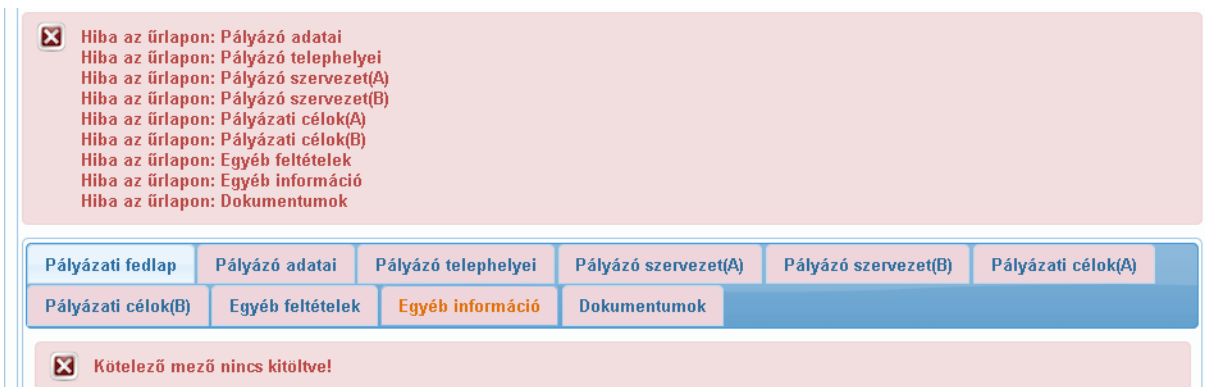 Hiba az űrlapon: Pályázó adatai
Hiba az űrlapon: Pályázó telephelyei
Hiba az űrlapon: Pályázó szervezet(A)
Hiba az űrlapon: Pályázó szervezet(B)
Hiba az űrlapon: Pályázati célok(A)
Hiba az űrlapon: Pályázati célok(B)
Hiba az űrlapon: Egyéb feltételek
Hiba az űrlapon: Egyéb információ
Hiba az űrlapon: Dokumentumok
Pályázati fedlap Pályázó adatai Pályázó telephelyei Pályázó szervezet(A) Pályázó szervezet(B) Pályázati célok(A)
Pályázati célok(B) Egyéb feltételek Egyéb információ Dokumentumok
Kötelező mező nincs kitöltve!